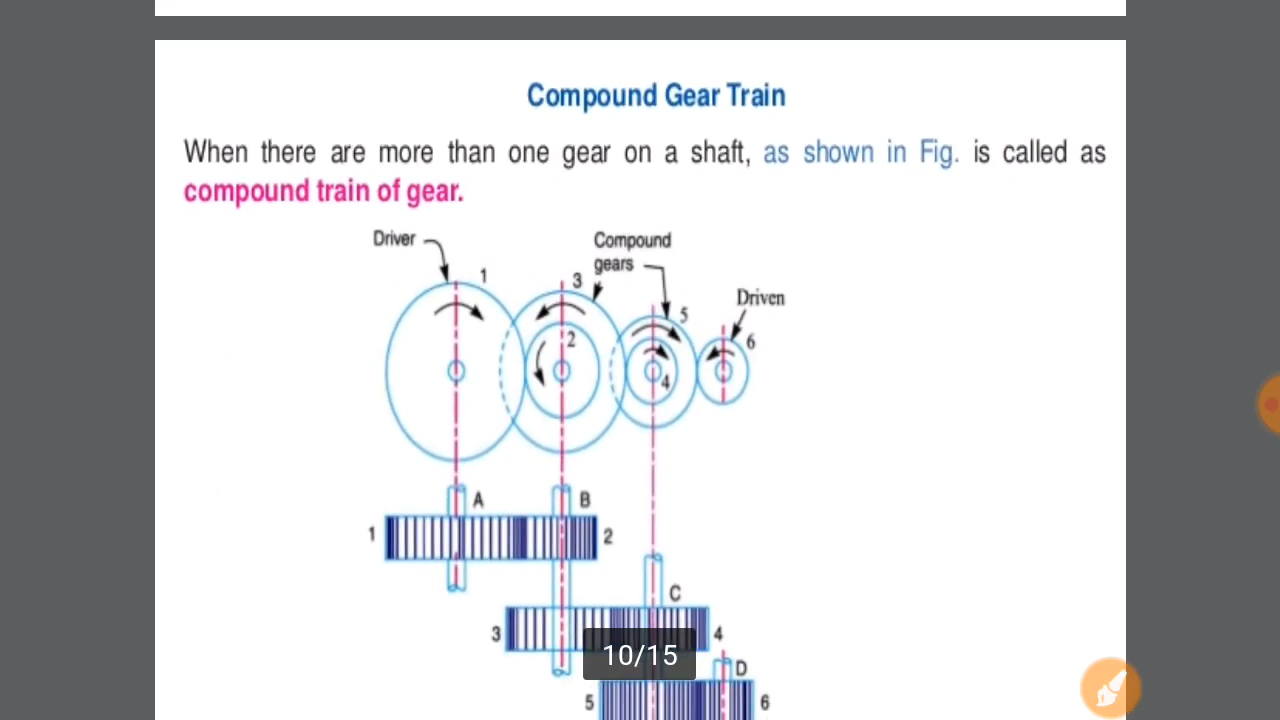 Compound Gear Train
When there are more than one gear on a shaft, as shown in Fig. is called as
compound train of gear.
Driver
Compound
gears
1
3
5
Driven
2
6
4
A
B
1
2
C
3
4
10/15
D
5
6